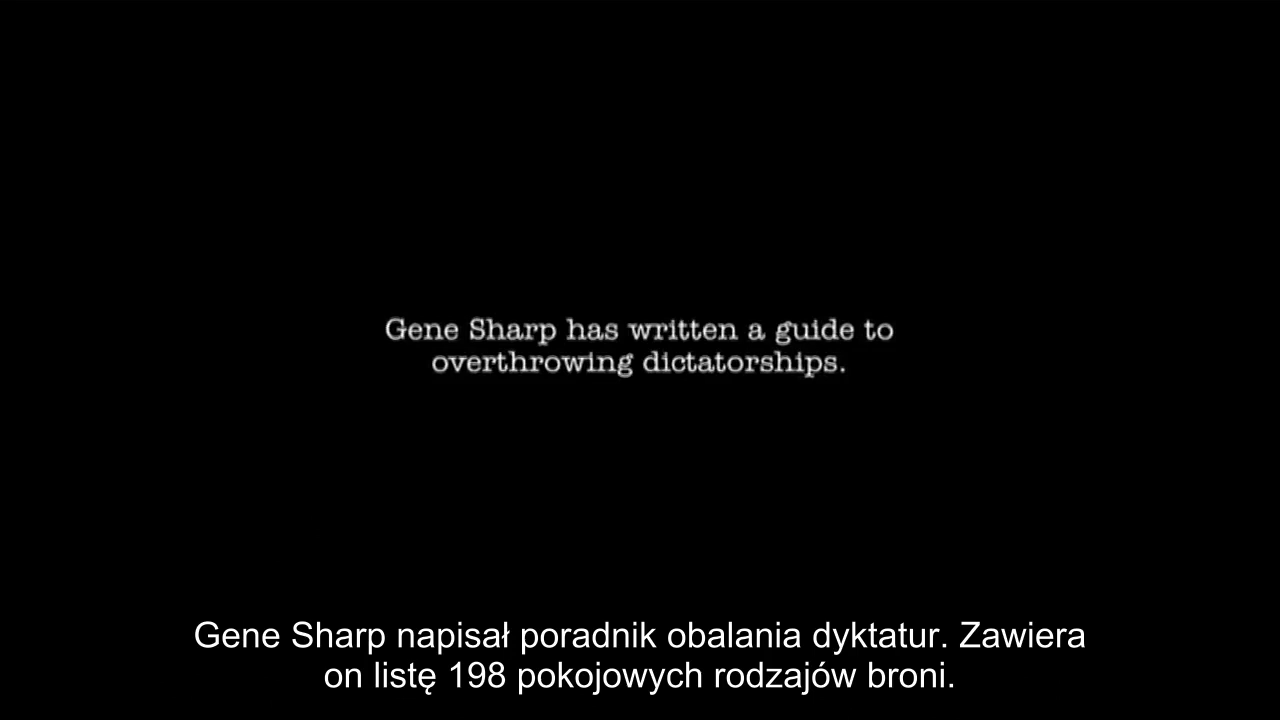 Gene Sharp has written a guide to
overthrowing dictatorships.
Gene Sharp napisał poradnik obalania dyktatur. Zawiera
on listę 198 pokojowych rodzajów broni.